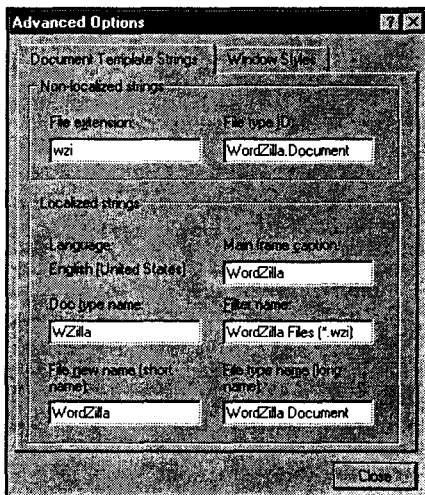 Advanced Options
Document Template Strings Window Styles
Non-localized strings
File extension: File type ID:
wzi WordZilla.Document
Localized strings
Language: Main frame caption:
English [United States] WordZilla
Doc type name: Filter name:
WZilla WordZilla Files (*.wzi)
File new name (short name): File type name (long name):
WordZilla WordZilla Document
Close